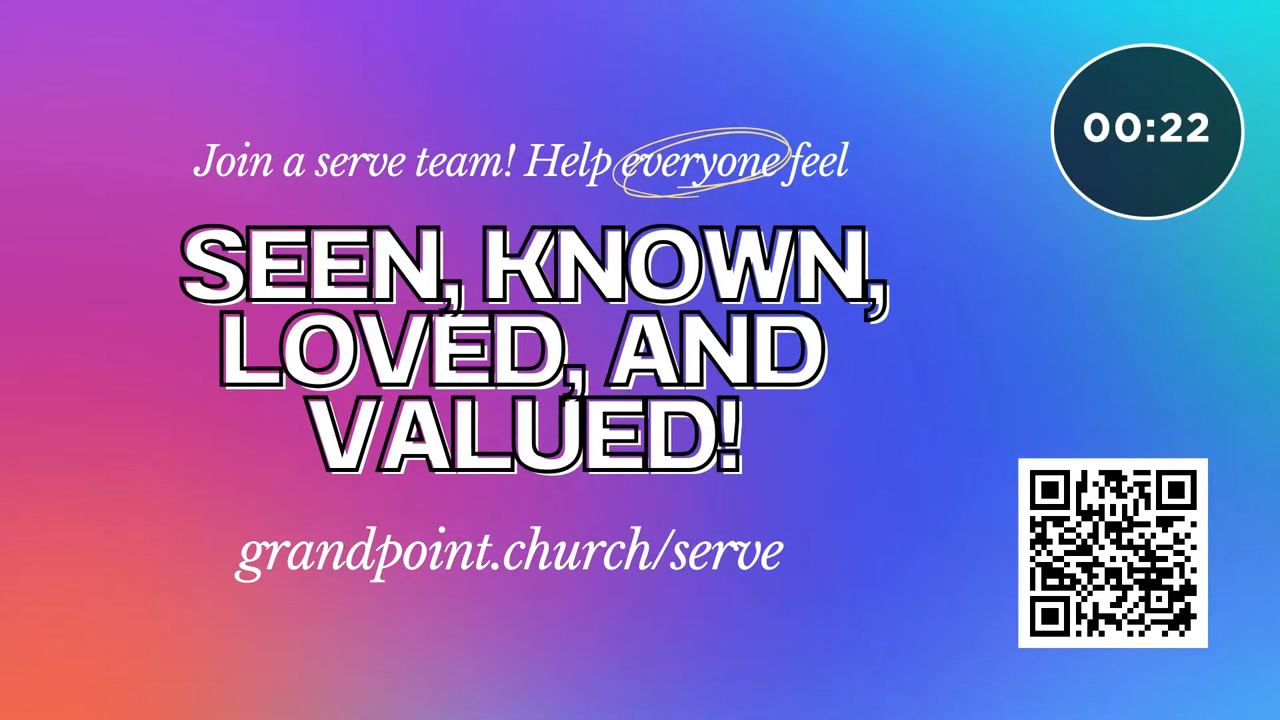 00:22
Join a serve team! Help everyone feel
SEEN, KNOWN,
LOVED, AND
VALUED!
grandpoint.church/serve